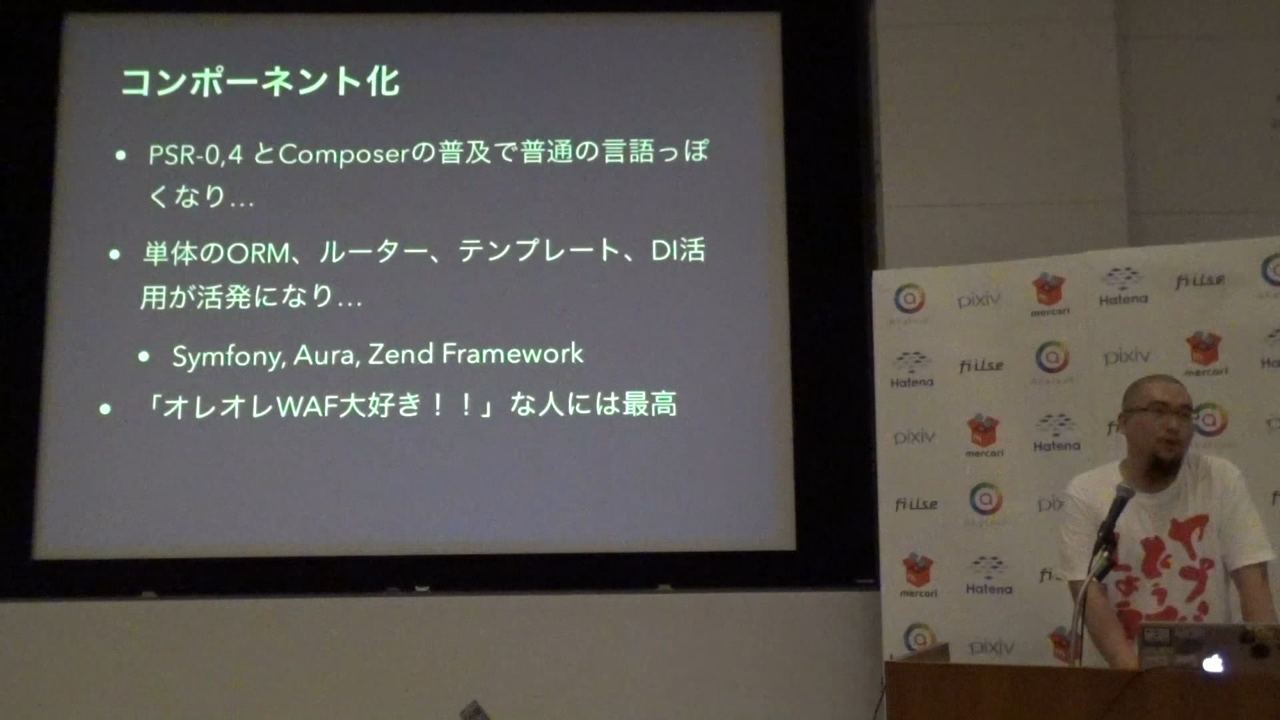 コンポーネント化
• PSR-0,4 とComposerの普及で普通の言語っぽ
くなり…
• 単体のORM、ルーター、テンプレート、DI活
用が活発になり…
• Symfony, Aura, Zend Framework
• 「オレオレWAF大好き！！」な人には最高
pixiv
mercari
Hatena
Hatena
pixiv
mercari
pixiv
mercari
Hatena
pix
mercari
Hatena
pixiv